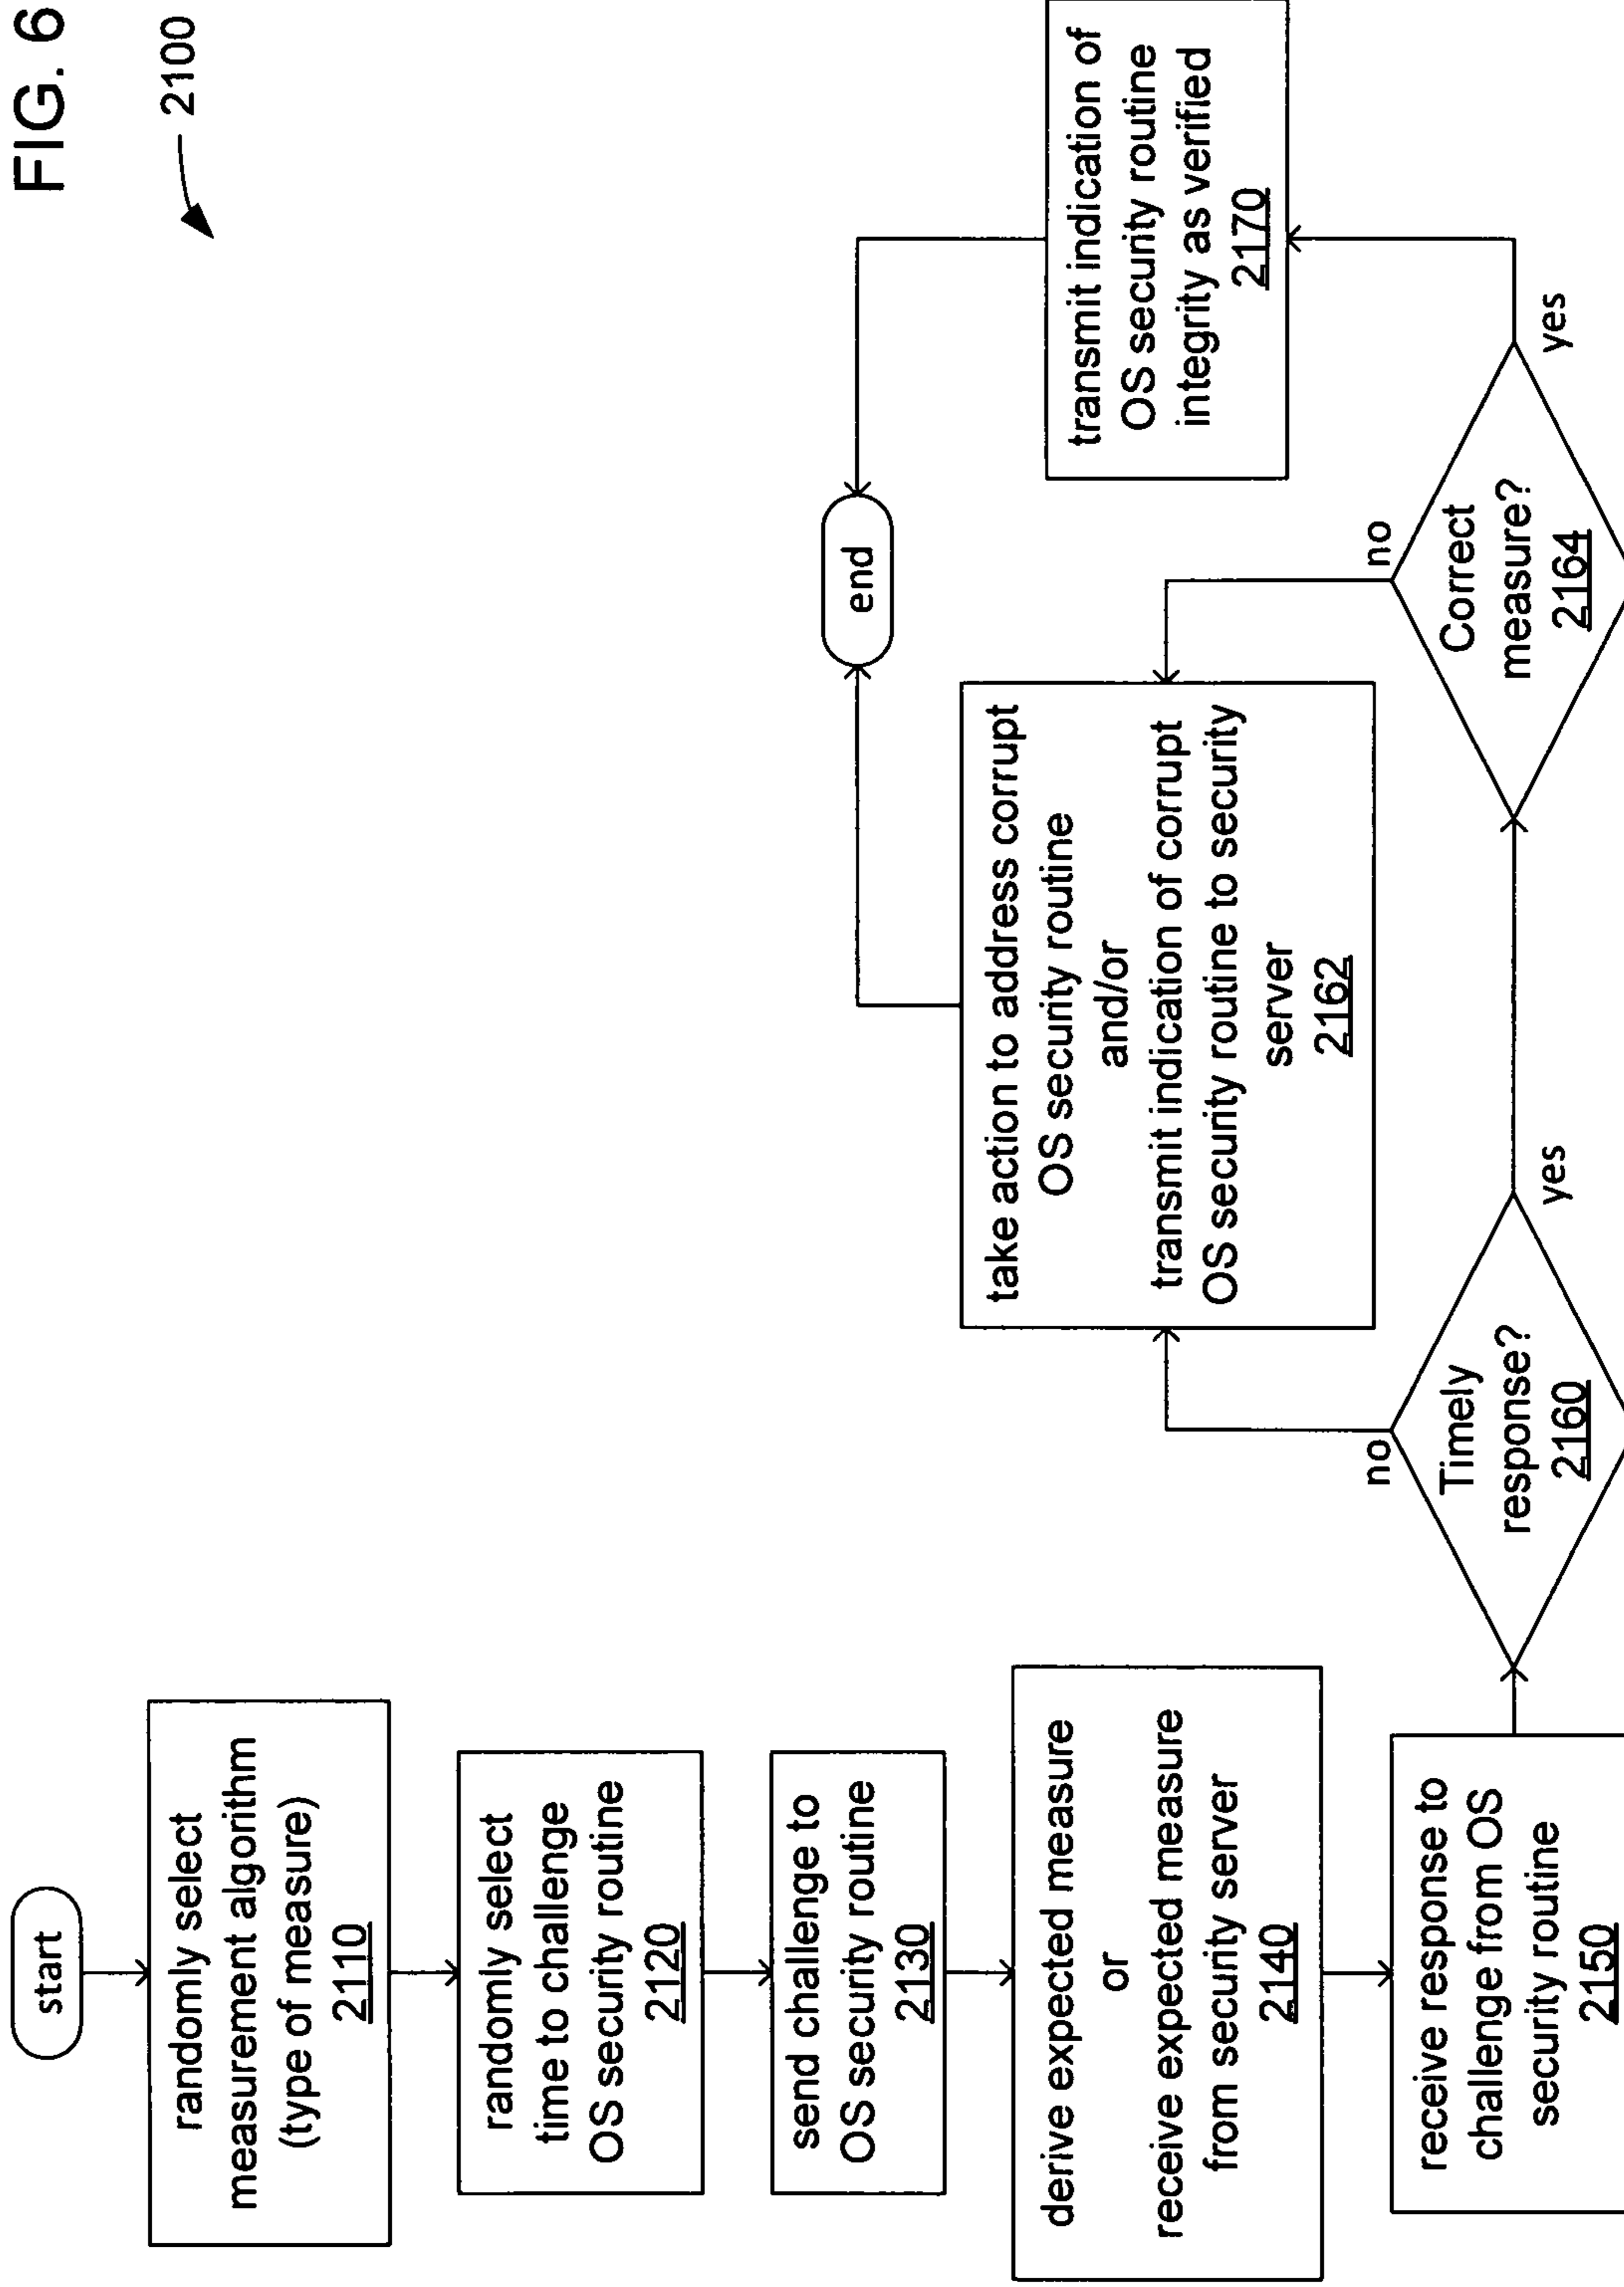 FIG. 6
2100
start
randomly select
measurement algorithm
(type of measure)
2110
randomly select
time to challenge
OS security routine
2120
send challenge to
OS security routine
2130
derive expected measure
or
receive expected measure
from security server
2140
receive response to
challenge from OS
security routine
2150
Timely
response?
2160
no
yes
take action to address corrupt
OS security routine
and/or
transmit indication of corrupt
OS security routine to security
server
2162
Correct
measure?
2164
no
yes
transmit indication of
OS security routine
integrity as verified
2170
end